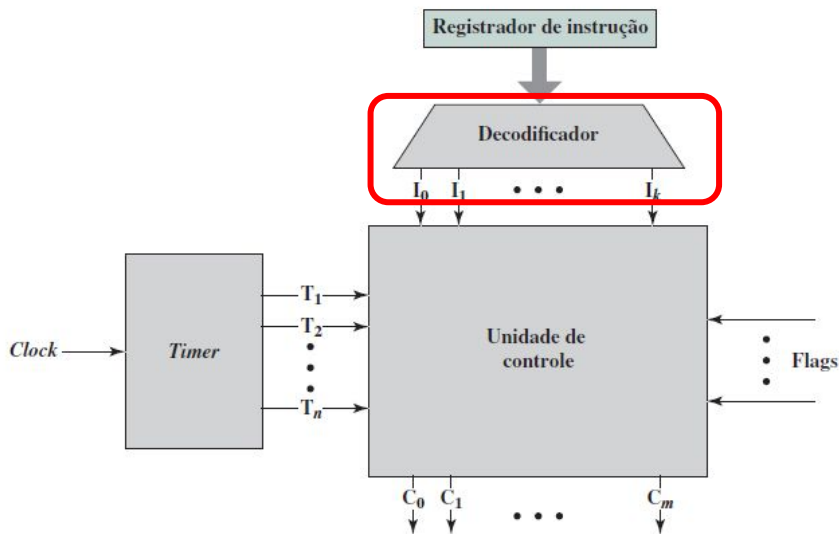 Registrador de instrução
Decodificador
I0 I1 • • • Ik
T1
T2
•
•
•
Tn
Clock
Timer
Unidade de
controle
•
•
•
Flags
C0 C1 • • • Cm